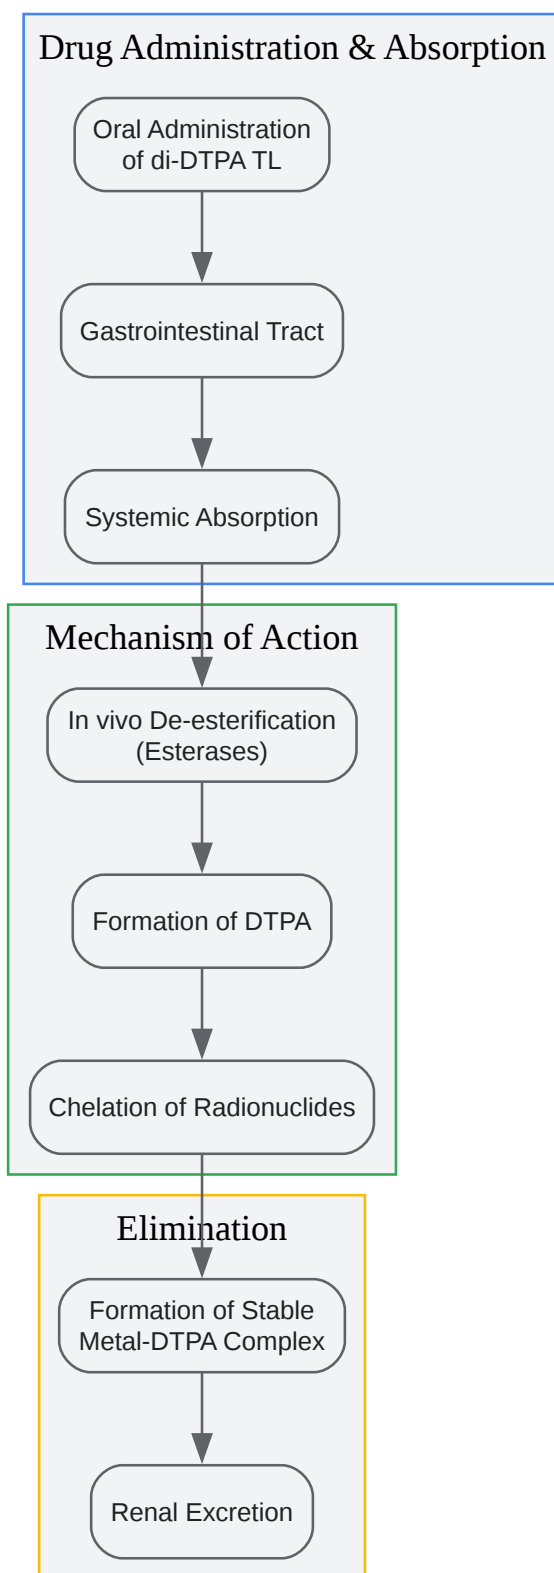 Drug Administration & Absorption
Oral Administration
of di-DTPA TL
Gastrointestinal Tract
Systemic Absorption
Mechanism of Action
In vivo De-esterification
(Esterases)
Formation of DTPA
Chelation of Radionuclides
Elimination
Formation of Stable
Metal-DTPA Complex
Renal Excretion